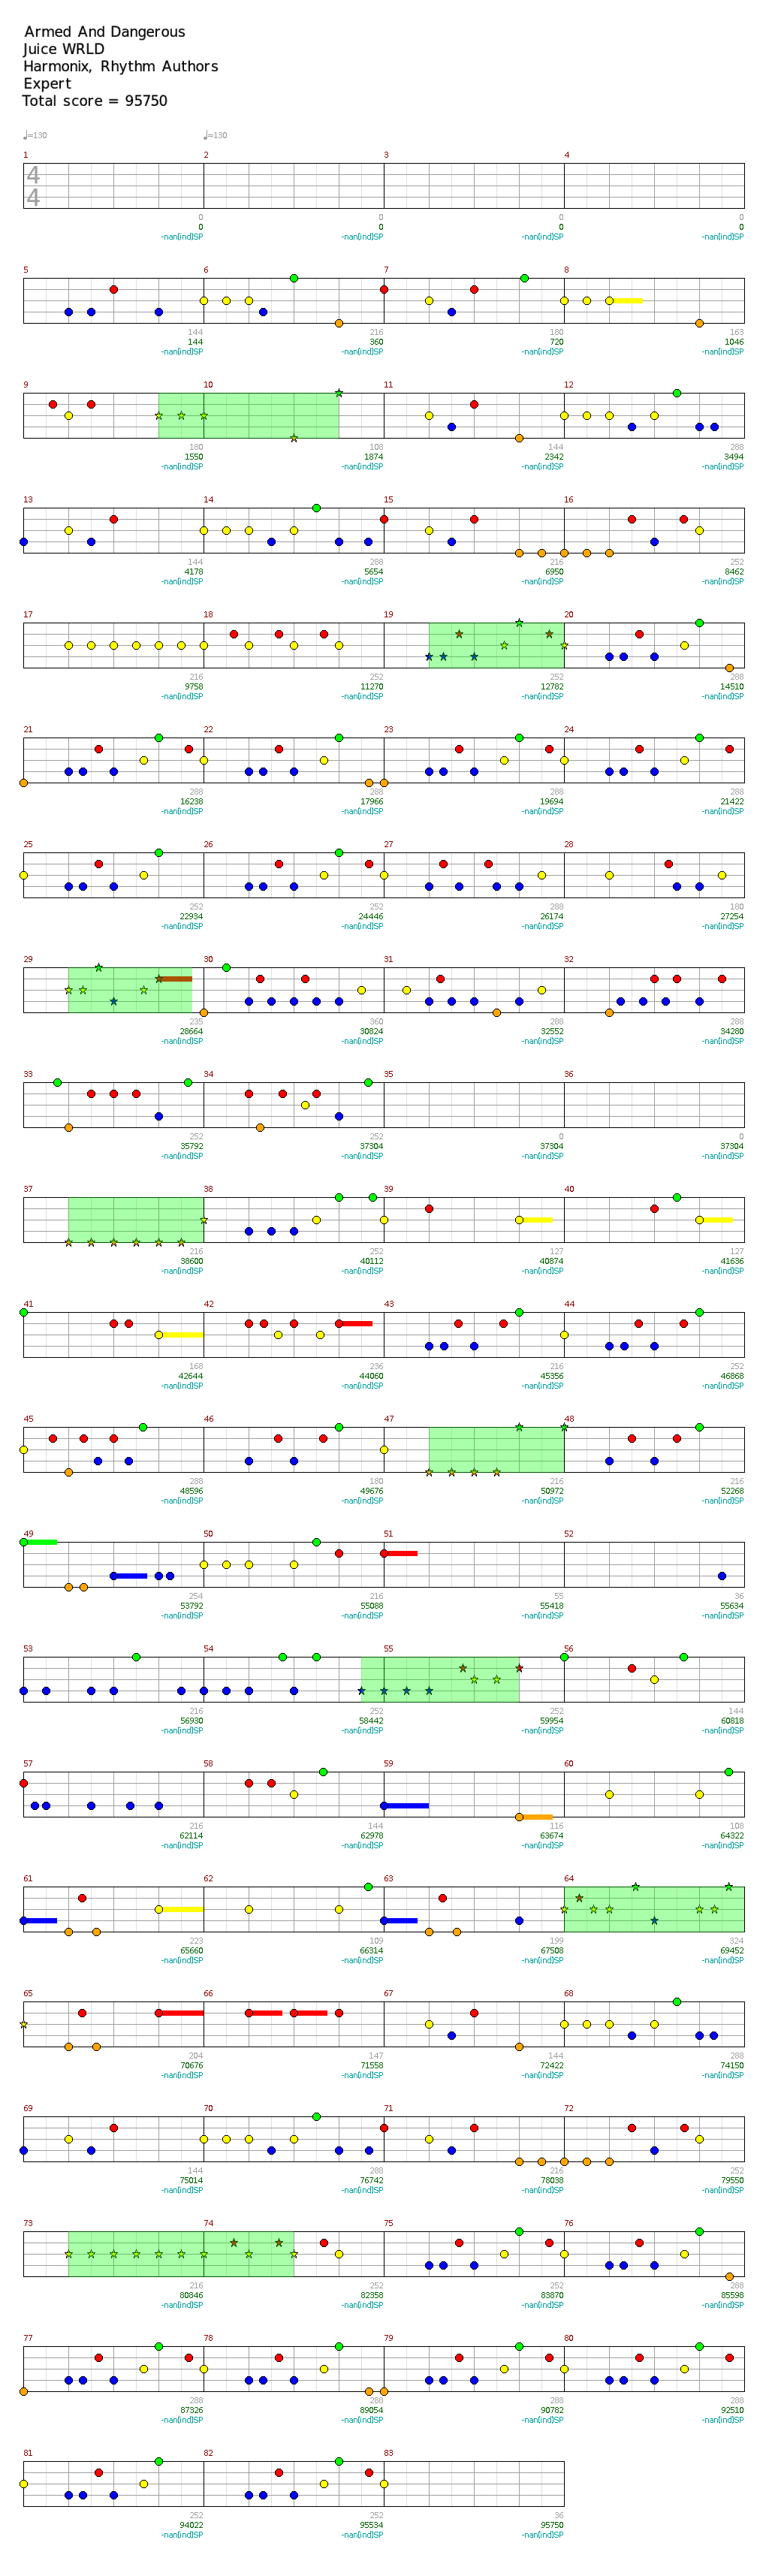 Armed And Dangerous
Juice WRLD
Harmonix, Rhythm Authors
Expert
Total score = 95750
♩=130 ♩=130
1 2 3 4
4
4
0 0 0 0
0 0 0 0
-nan(ind)SP -nan(ind)SP -nan(ind)SP -nan(ind)SP
5 6 7 8
144 216 180 163
144 360 720 1046
-nan(ind)SP -nan(ind)SP -nan(ind)SP -nan(ind)SP
9 10 11 12
180 108 144 288
1550 1874 2342 3494
-nan(ind)SP -nan(ind)SP -nan(ind)SP -nan(ind)SP
13 14 15 16
144 288 216 252
4178 5654 6950 8462
-nan(ind)SP -nan(ind)SP -nan(ind)SP -nan(ind)SP
17 18 19 20
216 252 252 288
9758 11270 12782 14510
-nan(ind)SP -nan(ind)SP -nan(ind)SP -nan(ind)SP
21 22 23 24
288 288 288 288
16238 17966 19694 21422
-nan(ind)SP -nan(ind)SP -nan(ind)SP -nan(ind)SP
25 26 27 28
252 252 288 180
22934 24446 26174 27254
-nan(ind)SP -nan(ind)SP -nan(ind)SP -nan(ind)SP
29 30 31 32
235 360 288 288
28664 30824 32552 34280
-nan(ind)SP -nan(ind)SP -nan(ind)SP -nan(ind)SP
33 34 35 36
252 252 0 0
35792 37304 37304 37304
-nan(ind)SP -nan(ind)SP -nan(ind)SP -nan(ind)SP
37 38 39 40
216 252 127 127
38600 40112 40874 41636
-nan(ind)SP -nan(ind)SP -nan(ind)SP -nan(ind)SP
41 42 43 44
168 236 216 252
42644 44060 45356 46868
-nan(ind)SP -nan(ind)SP -nan(ind)SP -nan(ind)SP
45 46 47 48
288 180 216 216
48596 49676 50972 52268
-nan(ind)SP -nan(ind)SP -nan(ind)SP -nan(ind)SP
49 50 51 52
254 216 55 36
53792 55088 55418 55634
-nan(ind)SP -nan(ind)SP -nan(ind)SP -nan(ind)SP
53 54 55 56
216 252 252 144
56930 58442 59954 60818
-nan(ind)SP -nan(ind)SP -nan(ind)SP -nan(ind)SP
57 58 59 60
216 144 116 108
62114 62978 63674 64322
-nan(ind)SP -nan(ind)SP -nan(ind)SP -nan(ind)SP
61 62 63 64
223 109 199 324
65660 66314 67508 69452
-nan(ind)SP -nan(ind)SP -nan(ind)SP -nan(ind)SP
65 66 67 68
204 147 144 288
70676 71558 72422 74150
-nan(ind)SP -nan(ind)SP -nan(ind)SP -nan(ind)SP
69 70 71 72
144 288 216 252
75014 76742 78038 79550
-nan(ind)SP -nan(ind)SP -nan(ind)SP -nan(ind)SP
73 74 75 76
216 252 252 288
80846 82358 83870 85598
-nan(ind)SP -nan(ind)SP -nan(ind)SP -nan(ind)SP
77 78 79 80
288 288 288 288
87326 89054 90782 92510
-nan(ind)SP -nan(ind)SP -nan(ind)SP -nan(ind)SP
81 82 83
252 252 36
94022 95534 95750
-nan(ind)SP -nan(ind)SP -nan(ind)SP